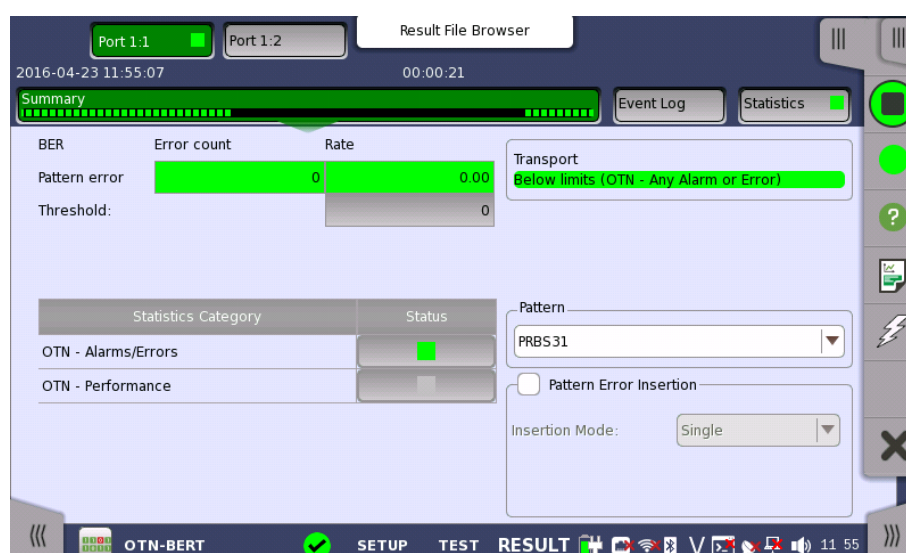 Port 1:1
Port 1:2
Result File Browser
2016-04-23 11:55:07
00:00:21
Summary
Event Log
Statistics
BER
Error count
Rate
Pattern error
0
0.00
Threshold:
0
Transport
Below limits (OTN - Any Alarm or Error)
Statistics Category
Status
OTN - Alarms/Errors
OTN - Performance
Pattern
PRBS31
Pattern Error Insertion
Insertion Mode:
Single
OTN-BERT
SETUP
TEST
RESULT
11 55